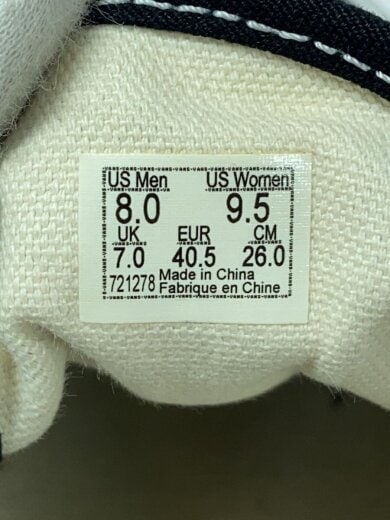 US Men US Women
8.0 9.5
UK EUR CM
7.0 40.5 26.0
721278 Made in China
Fabrique en Chine